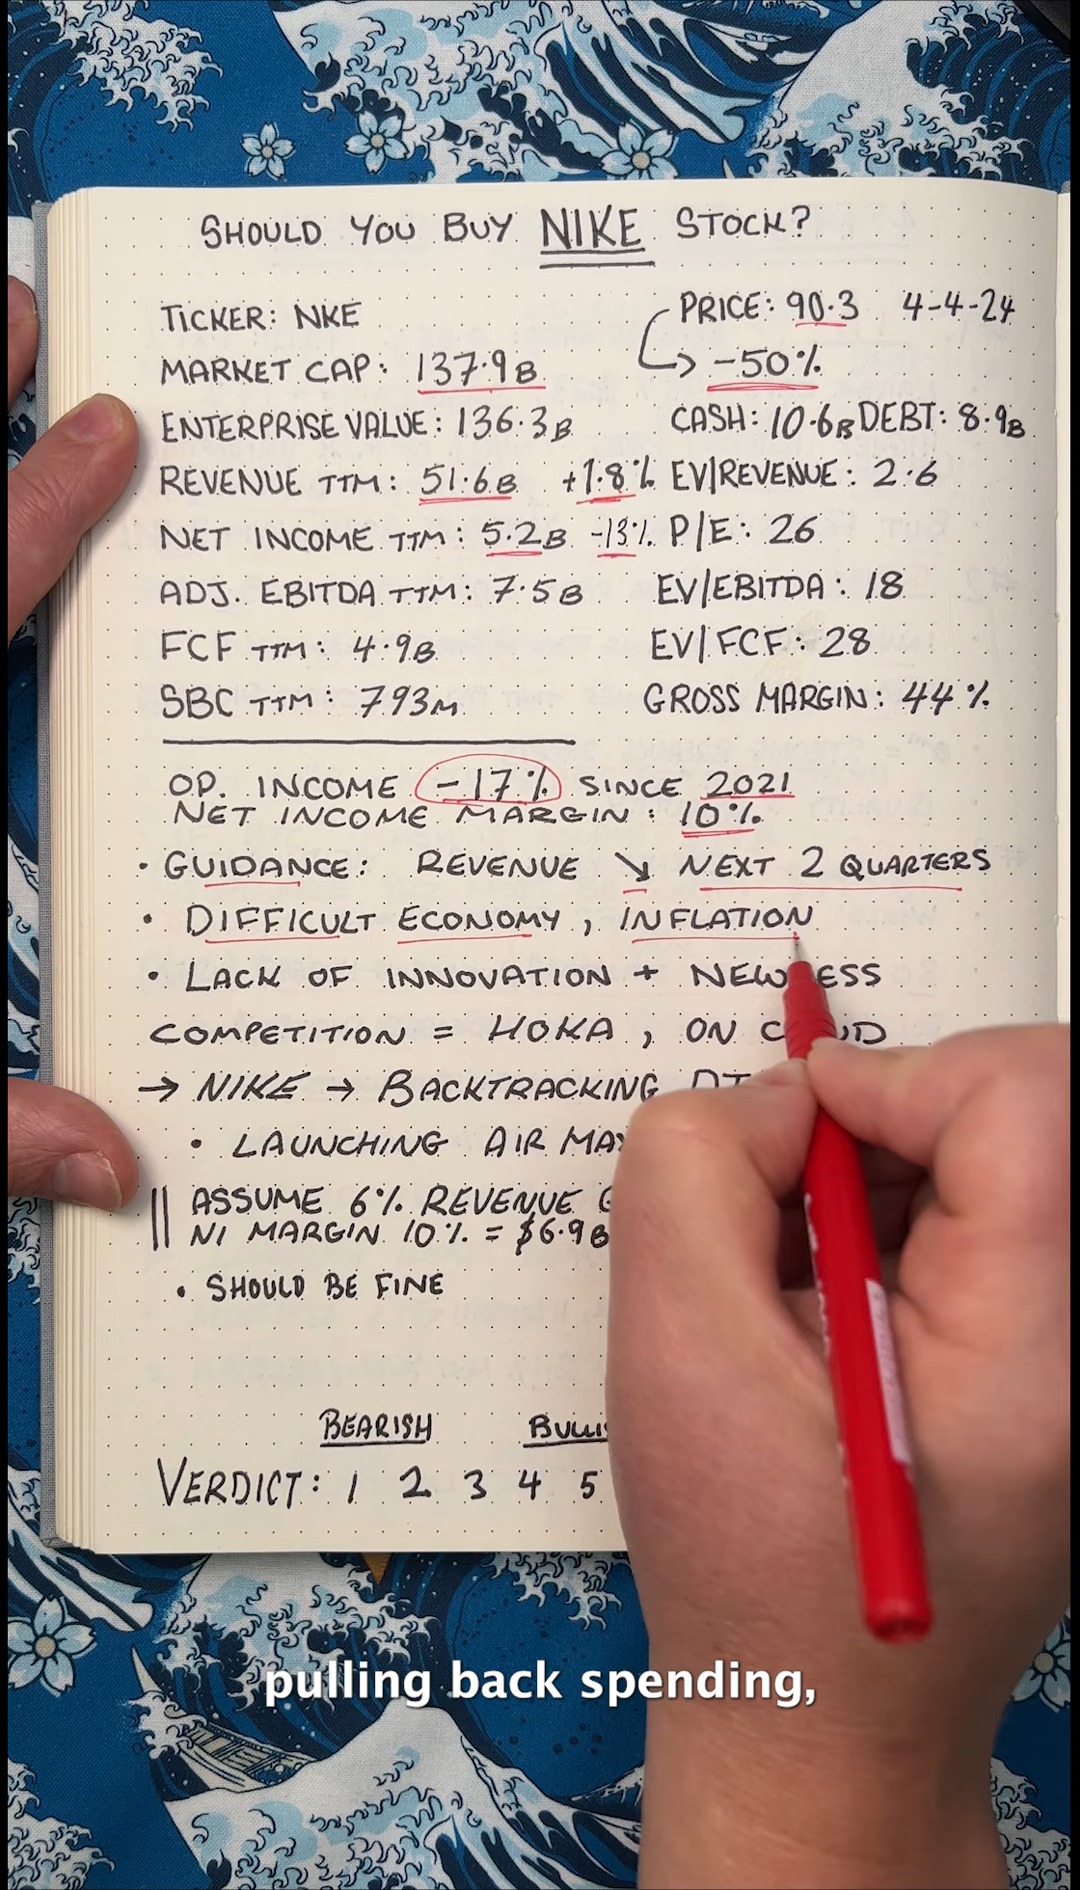 SHOULD YOU BUY NIKE STOCK?
TICKER: NKE
PRICE: 90.3 4-4-24
MARKET CAP: 137.9B
→ -50%
ENTERPRISE VALUE: 136.3B
CASH: 10.6B DEBT: 8.9B
REVENUE TTM: 51.6B +1.8% EV/REVENUE: 2.6
NET INCOME TTM: 5.2B -13% P/E: 26
ADJ. EBITDA TTM: 7.5B EV/EBITDA: 18
FCF TTM: 4.9B EV/FCF: 28
SBC TTM: 793M GROSS MARGIN: 44%
OP. INCOME -17% SINCE 2021
NET INCOME MARGIN: 10%
• GUIDANCE: REVENUE ↘ NEXT 2 QUARTERS
• DIFFICULT ECONOMY, INFLATION
• LACK OF INNOVATION +
COMPETITION = HOKA, ON
→ NIKE → BACKTRACKING
• LAUNCHING AIR
ASSUME 6% REVENUE
NI MARGIN 10% = $6.9B
• SHOULD BE FINE
BEARISH
VERDICT: 1 2 3 4 5
pulling back spending,